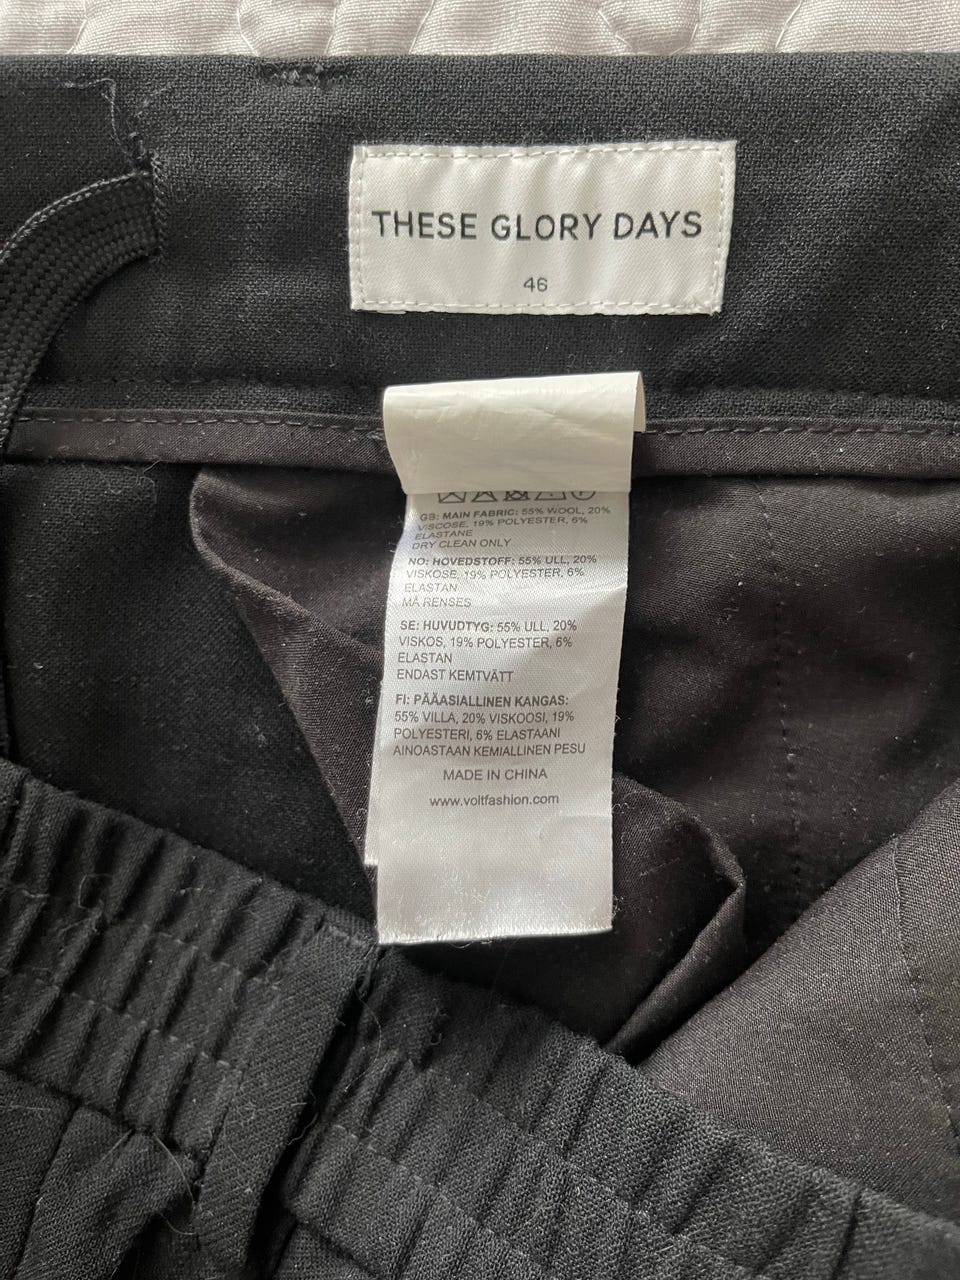 THESE GLORY DAYS
46
GB: MAIN FABRIC: 55% WOOL, 20%
VISCOSE, 19% POLYESTER, 6%
ELASTANE
DRY CLEAN ONLY
NO: HOVEDSTOFF: 55% ULL, 20%
VISKOSE, 19% POLYESTER, 6%
ELASTAN
MÅ RENSES
SE: HUVUDTYG: 55% ULL, 20%
VISKOS, 19% POLYESTER, 6%
ELASTAN
ENDAST KEMTVÄTT
FI: PÄÄASIALLINEN KANGAS:
55% VILLA, 20% VISKOOSI, 19%
POLYESTERI, 6% ELASTAANI
AINOASTAAN KEMIALLINEN PESU
MADE IN CHINA
www.voltfashion.com